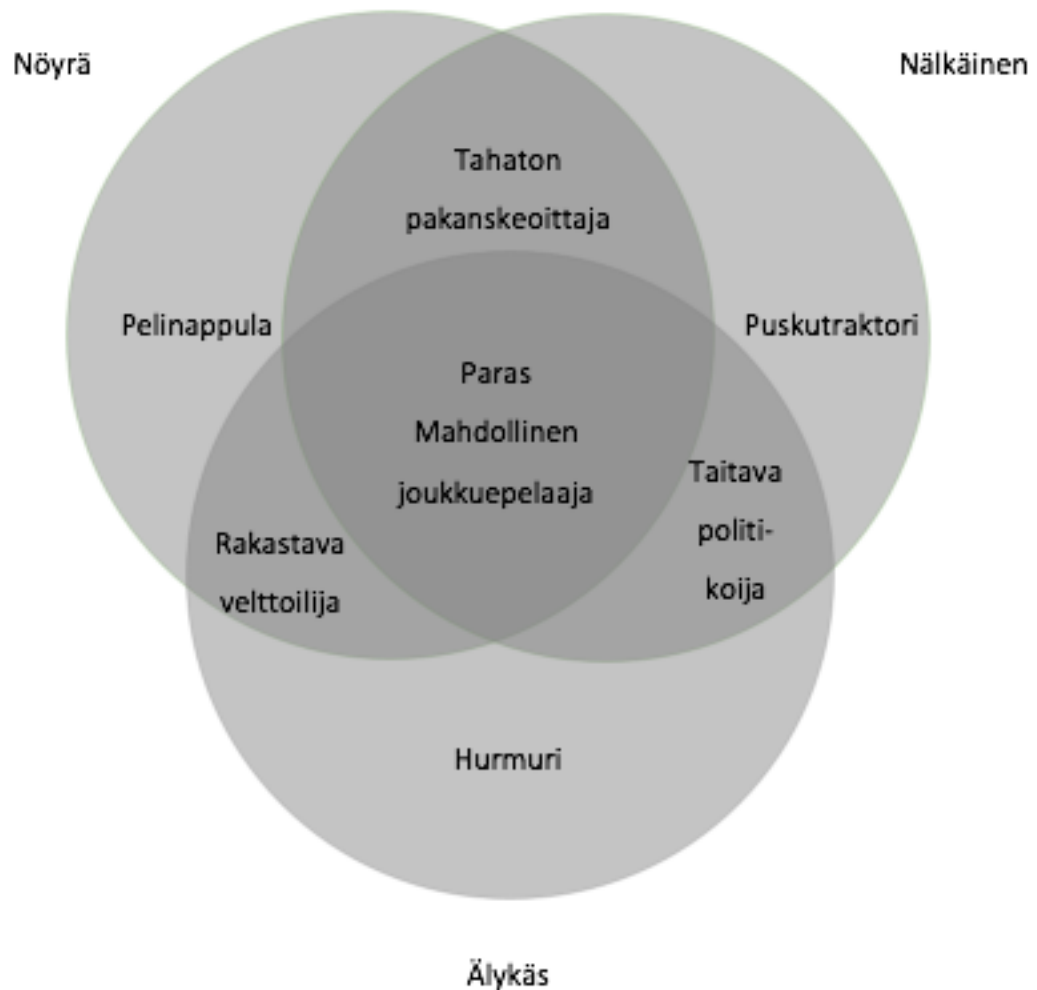 Nöyrä
Nälkäinen
Tahaton
pakanskeoittaja
Pelinappula
Puskutraktori
Paras
Mahdollinen
joukkuepelaaja
Taitava
politi-
koija
Rakastava
velttoilija
Hurmuri
Älykäs